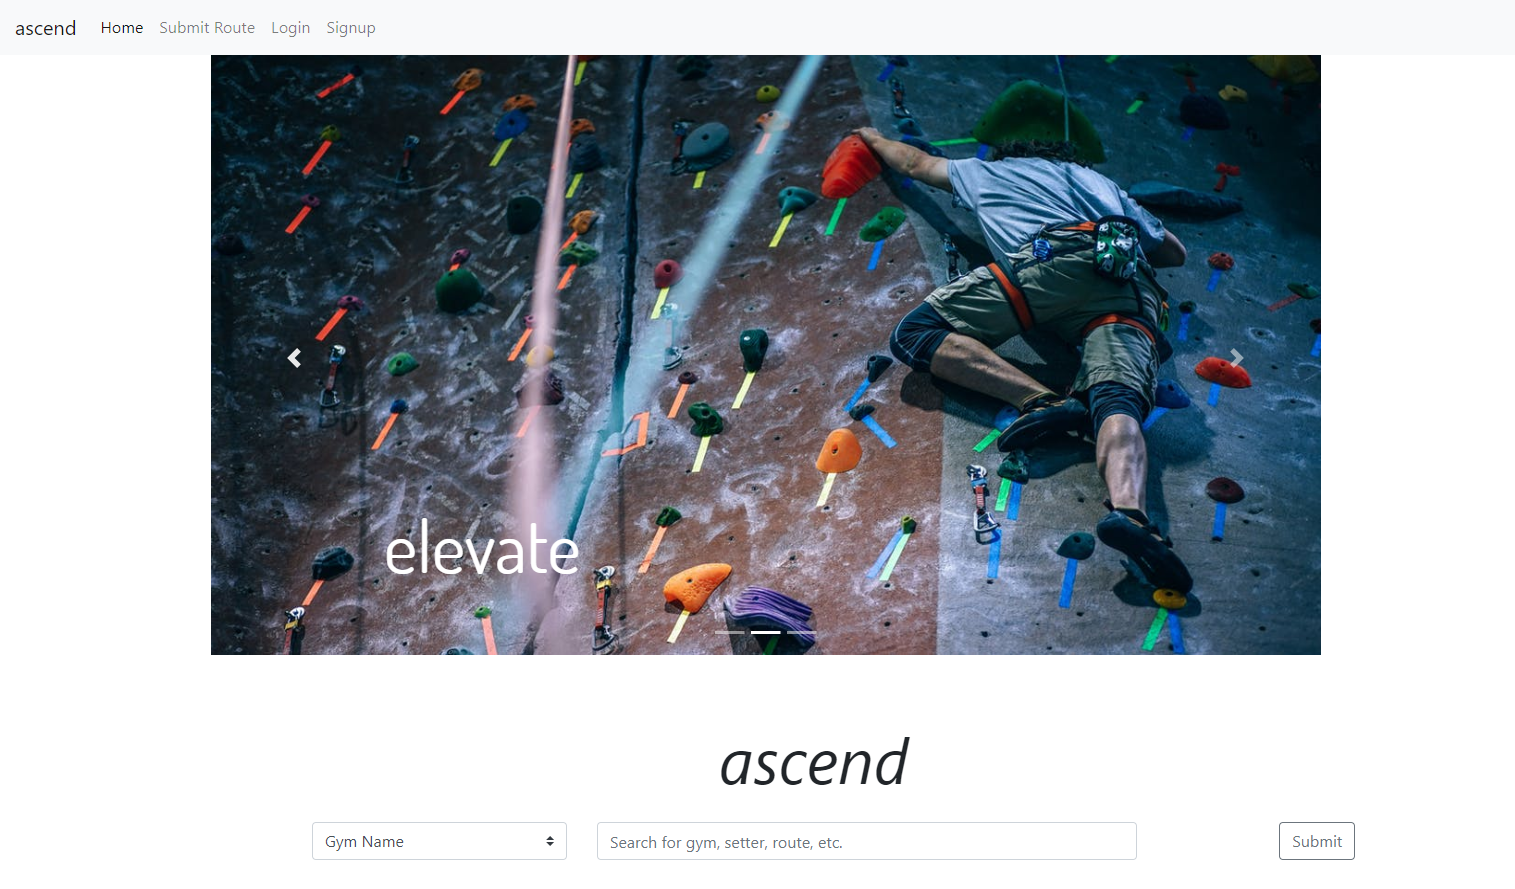 ascend Home Submit Route Login Signup
elevate
ascend
Gym Name Search for gym, setter, route, etc. Submit